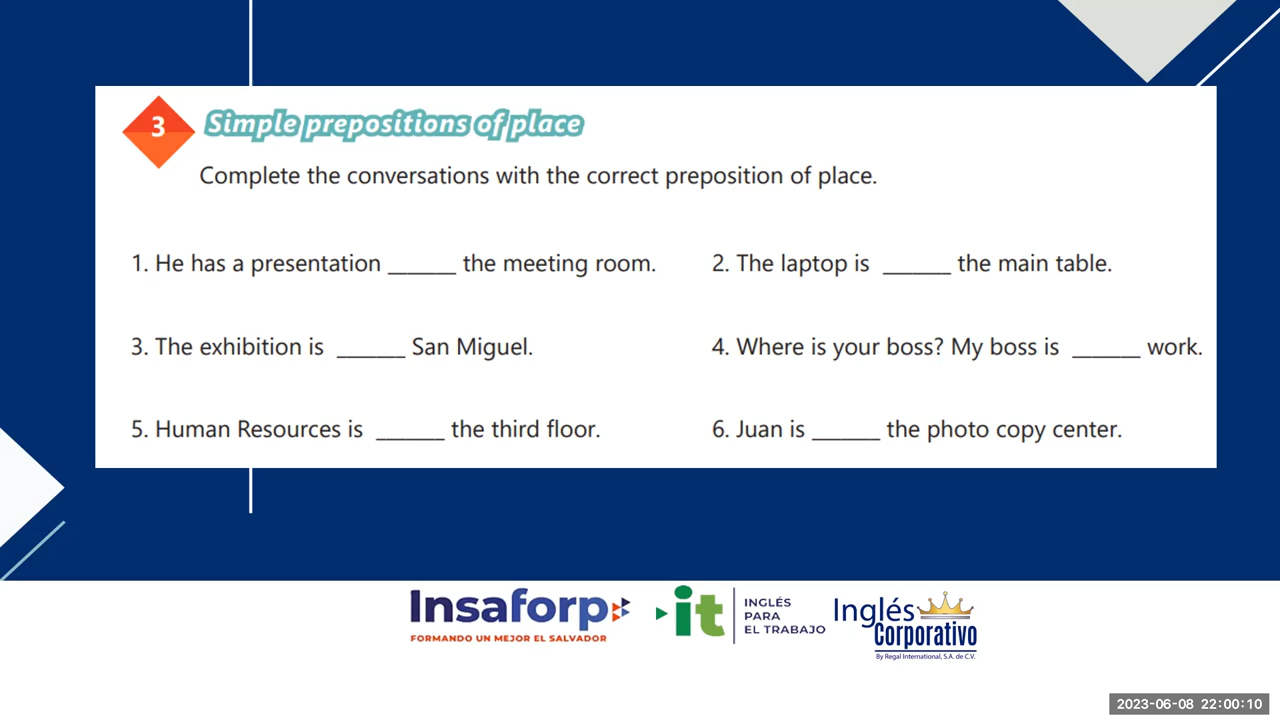 3
Simple prepositions of place
Complete the conversations with the correct preposition of place.
1. He has a presentation ______ the meeting room.
2. The laptop is ______ the main table.
3. The exhibition is ______ San Miguel.
4. Where is your boss? My boss is ______ work.
5. Human Resources is ______ the third floor.
6. Juan is ______ the photo copy center.
Insaforp
FORMANDO UN MEJOR EL SALVADOR
it
INGLÉS
PARA
EL TRABAJO
Inglés
Corporativo
By Regal International, S.A. de C.V.
2023-06-08 22:00:10